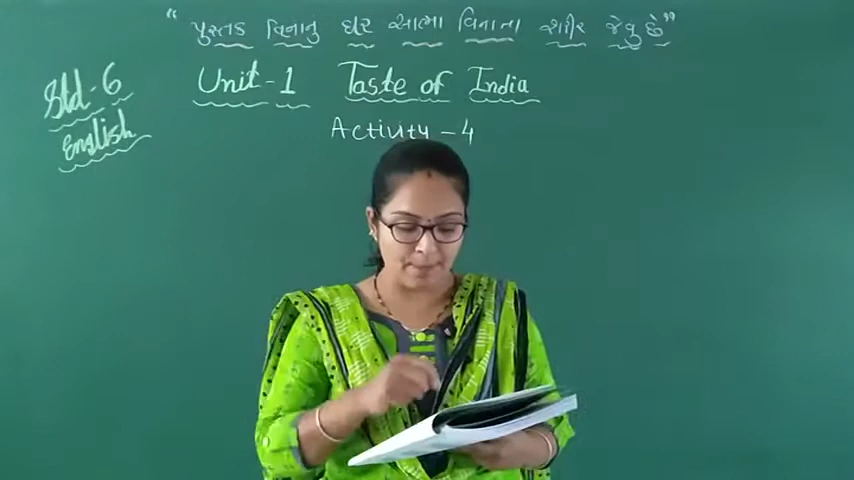 "પુસ્તક વિનાનુ ઘર આત્મા વિનાના શરીર જેવુ છે"
Std-6
English
Unit-1 Taste of India
Activity-4